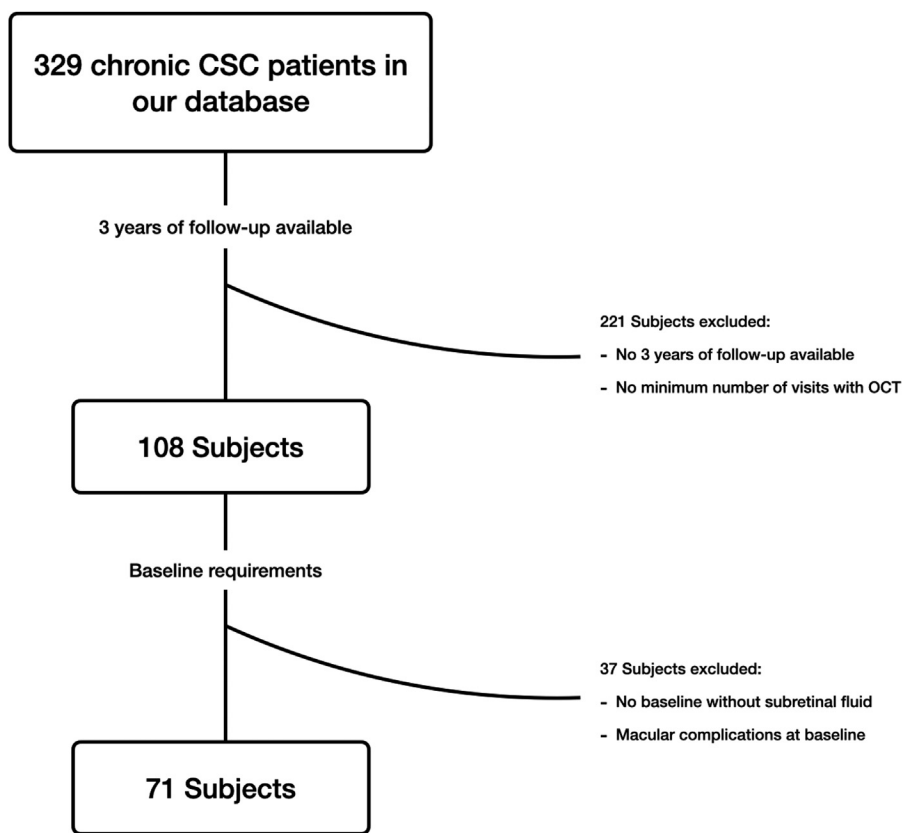 329 chronic CSC patients in
our database
3 years of follow-up available
221 Subjects excluded:
- No 3 years of follow-up available
- No minimum number of visits with OCT
108 Subjects
Baseline requirements
37 Subjects excluded:
- No baseline without subretinal fluid
- Macular complications at baseline
71 Subjects